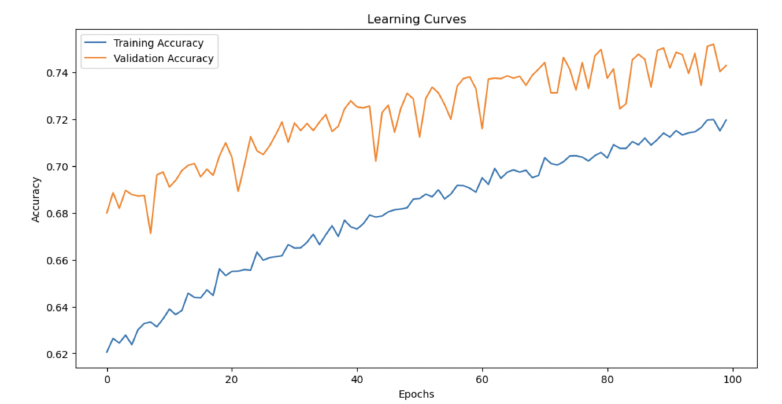 Learning Curves
Training Accuracy
Validation Accuracy
Accuracy
0.74
0.72
0.70
0.68
0.66
0.64
0.62
0
20
40
60
80
100
Epochs